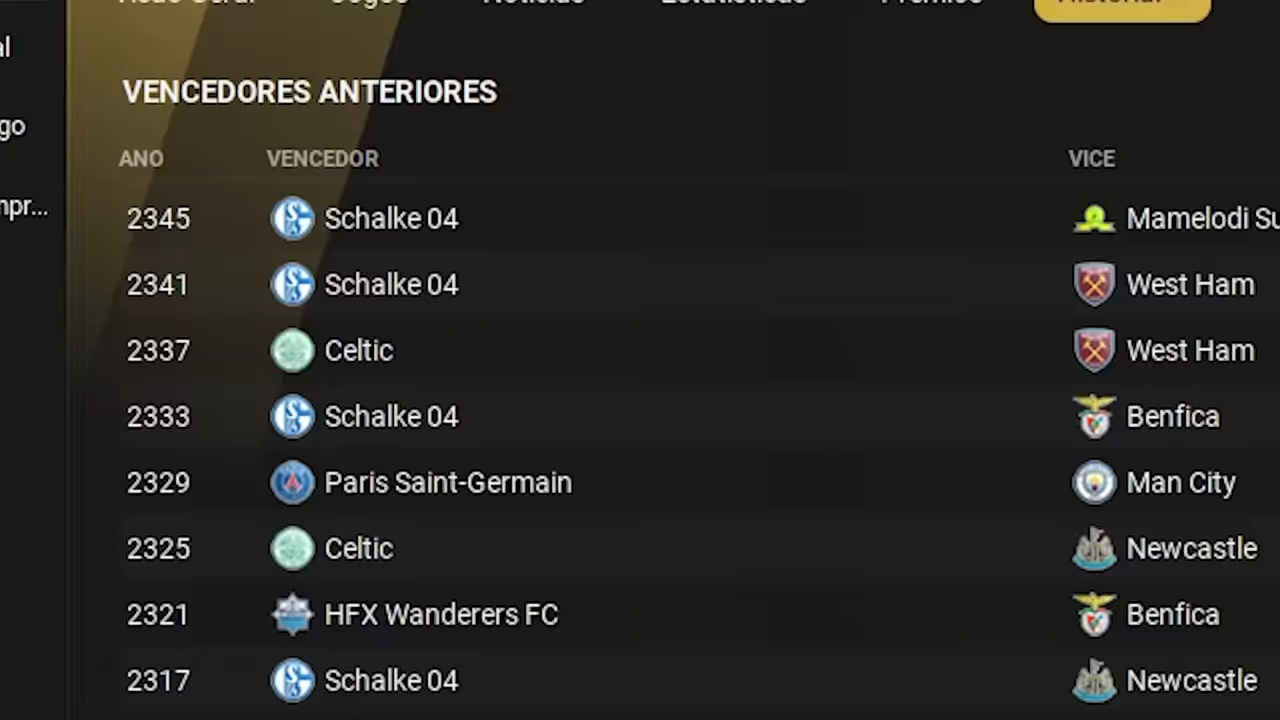 VENCEDORES ANTERIORES
ANO VENCEDOR VICE
2345 Schalke 04 Mamelodi
2341 Schalke 04 West Ham
2337 Celtic West Ham
2333 Schalke 04 Benfica
2329 Paris Saint-Germain Man City
2325 Celtic Newcastle
2321 HFX Wanderers FC Benfica
2317 Schalke 04 Newcastle